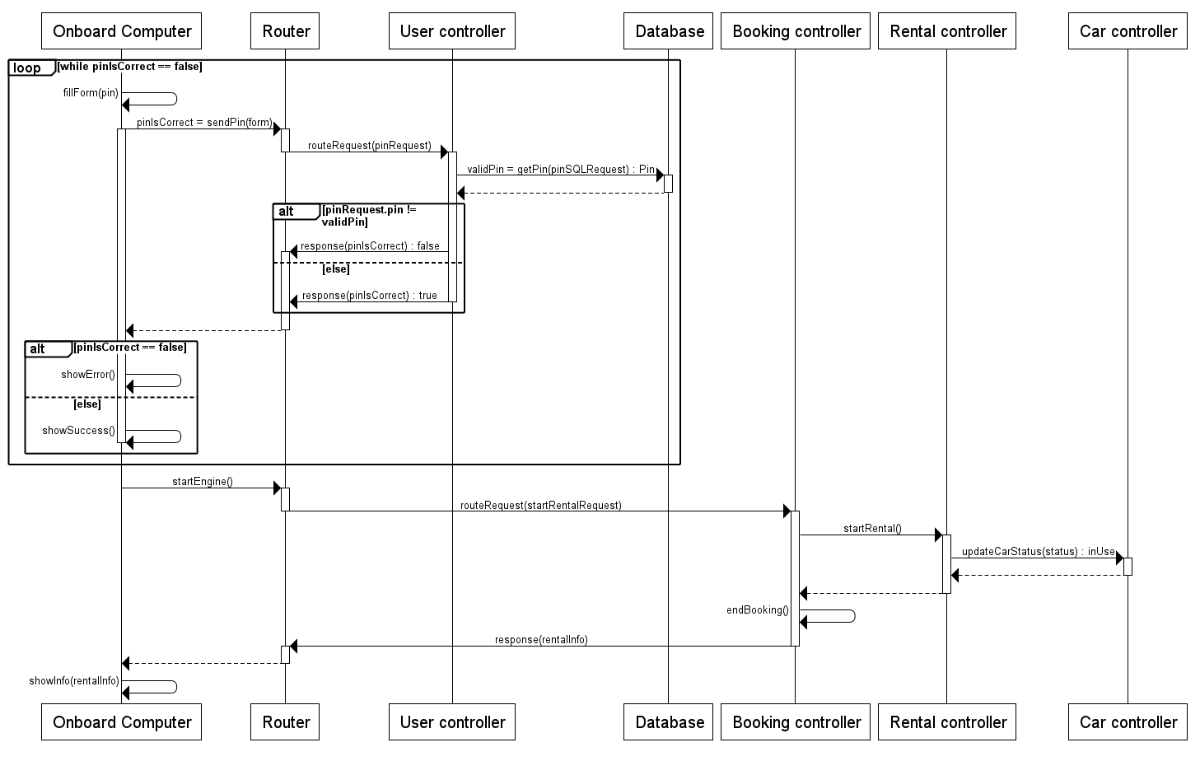 Onboard Computer
Router
User controller
Database
Booking controller
Rental controller
Car controller
loop
[while pinIsCorrect == false]
fillForm(pin)
pinIsCorrect = sendPin(form)
routeRequest(pinRequest)
validPin = getPin(pinSQLRequest) : Pin
alt
[pinRequest.pin !=
validPin]
response(pinIsCorrect) : false
[else]
response(pinIsCorrect) : true
alt
[pinIsCorrect == false]
showError()
[else]
showSuccess()
startEngine()
routeRequest(startRentalRequest)
startRental()
updateCarStatus(status) : inUse
endBooking()
response(rentalInfo)
showInfo(rentalInfo)
Onboard Computer
Router
User controller
Database
Booking controller
Rental controller
Car controller